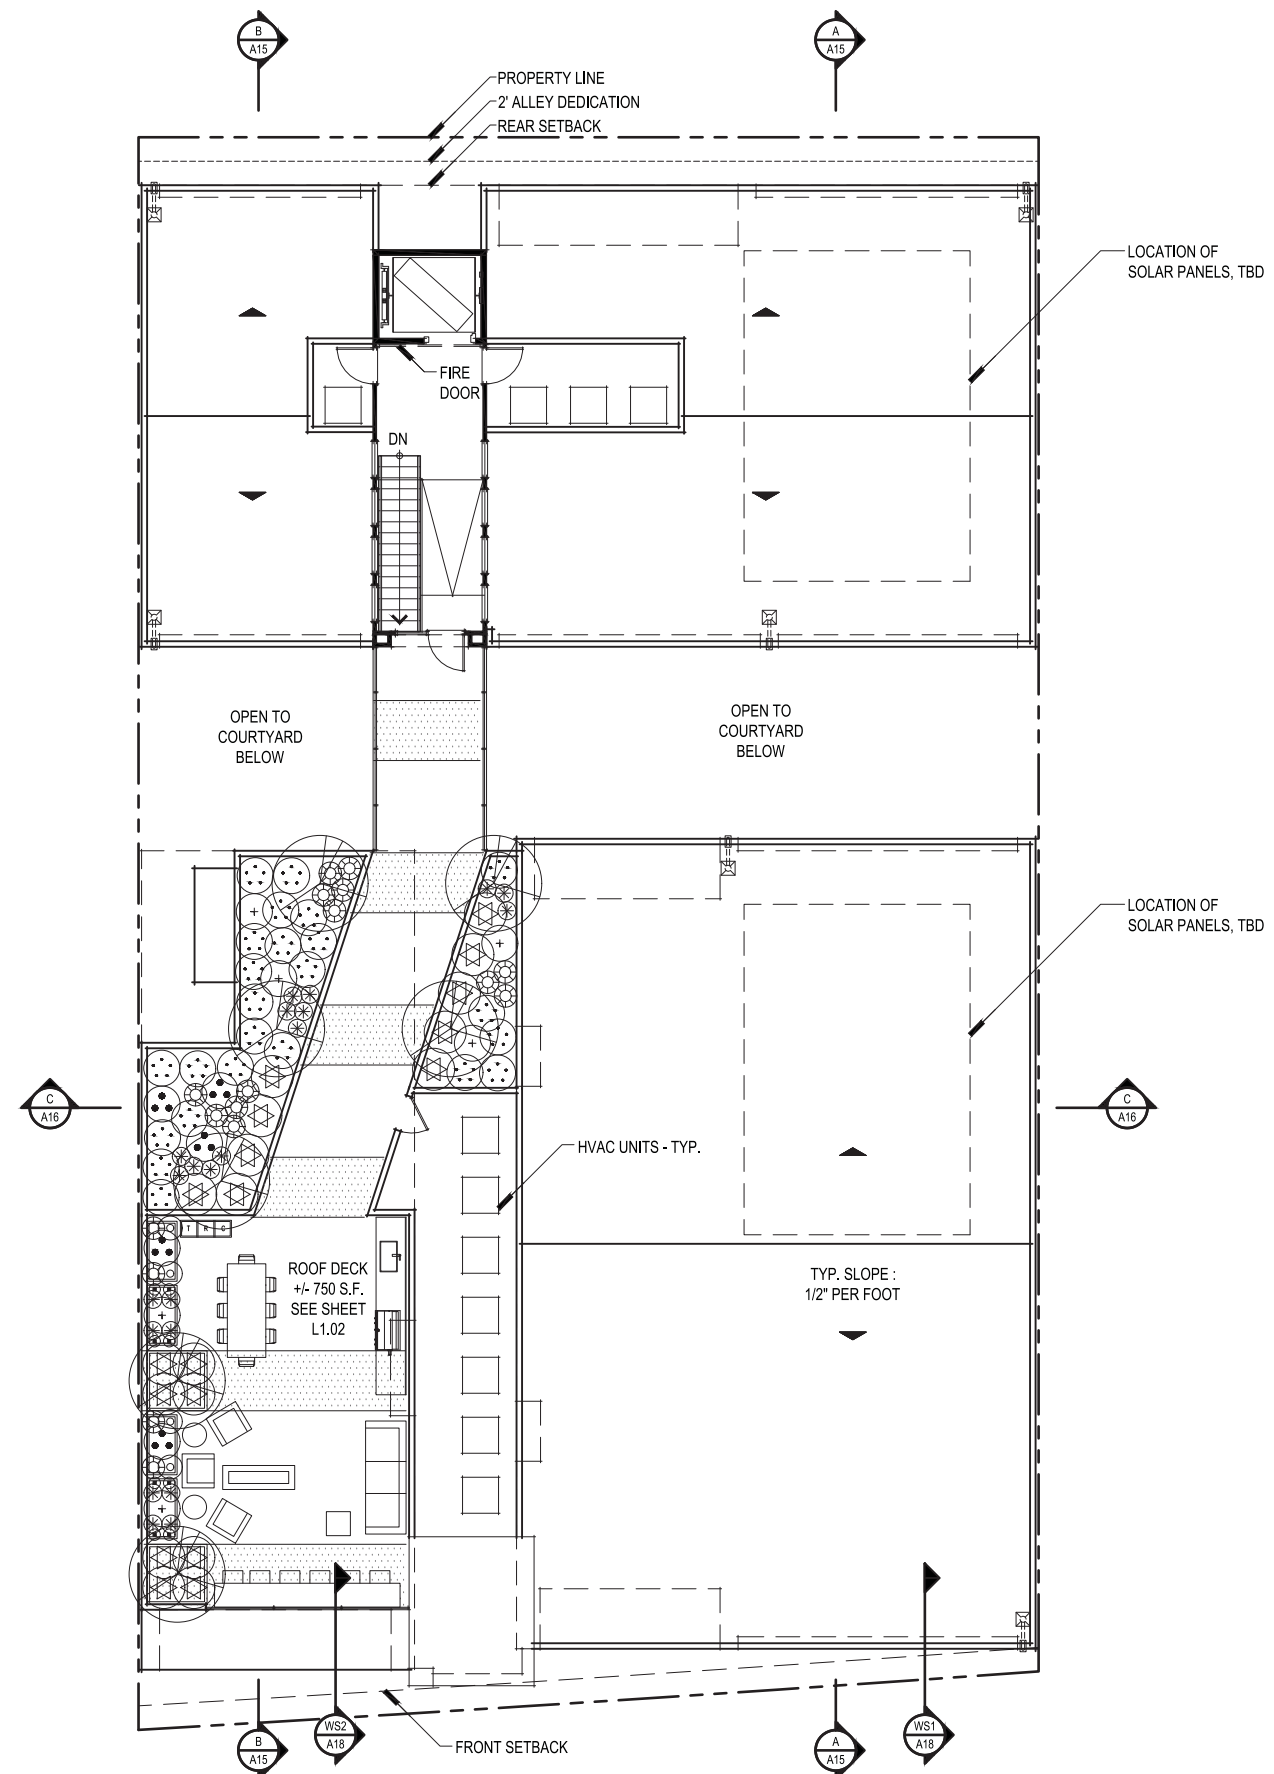 B
A15
A
A15
PROPERTY LINE
2' ALLEY DEDICATION
REAR SETBACK
LOCATION OF
SOLAR PANELS, TBD
FIRE
DOOR
DN
OPEN TO
COURTYARD
BELOW
OPEN TO
COURTYARD
BELOW
LOCATION OF
SOLAR PANELS, TBD
C
A16
C
A16
HVAC UNITS - TYP.
T R C
ROOF DECK
+/- 750 S.F.
SEE SHEET
L1.02
TYP. SLOPE :
1/2" PER FOOT
B
A15
WS2
A18
FRONT SETBACK
A
A15
WS1
A18